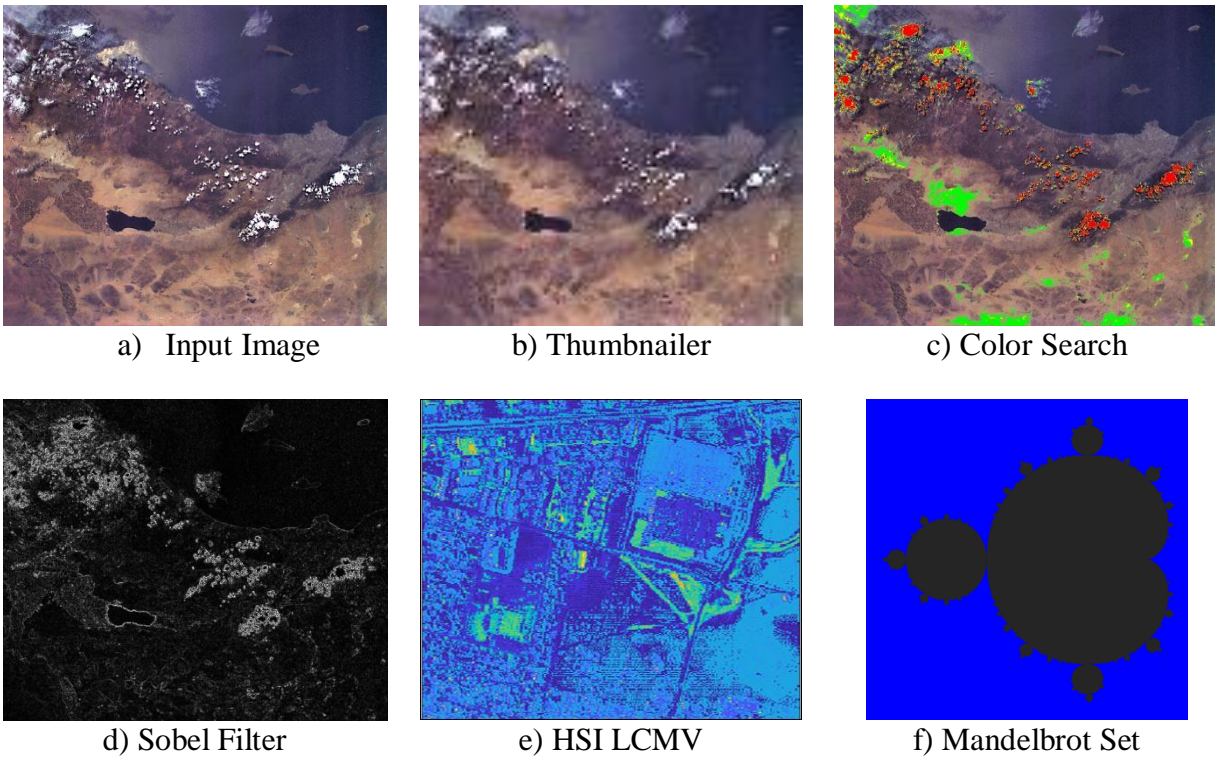 a) Input Image
b) Thumbnailer
c) Color Search
d) Sobel Filter
e) HSI LCMV
f) Mandelbrot Set